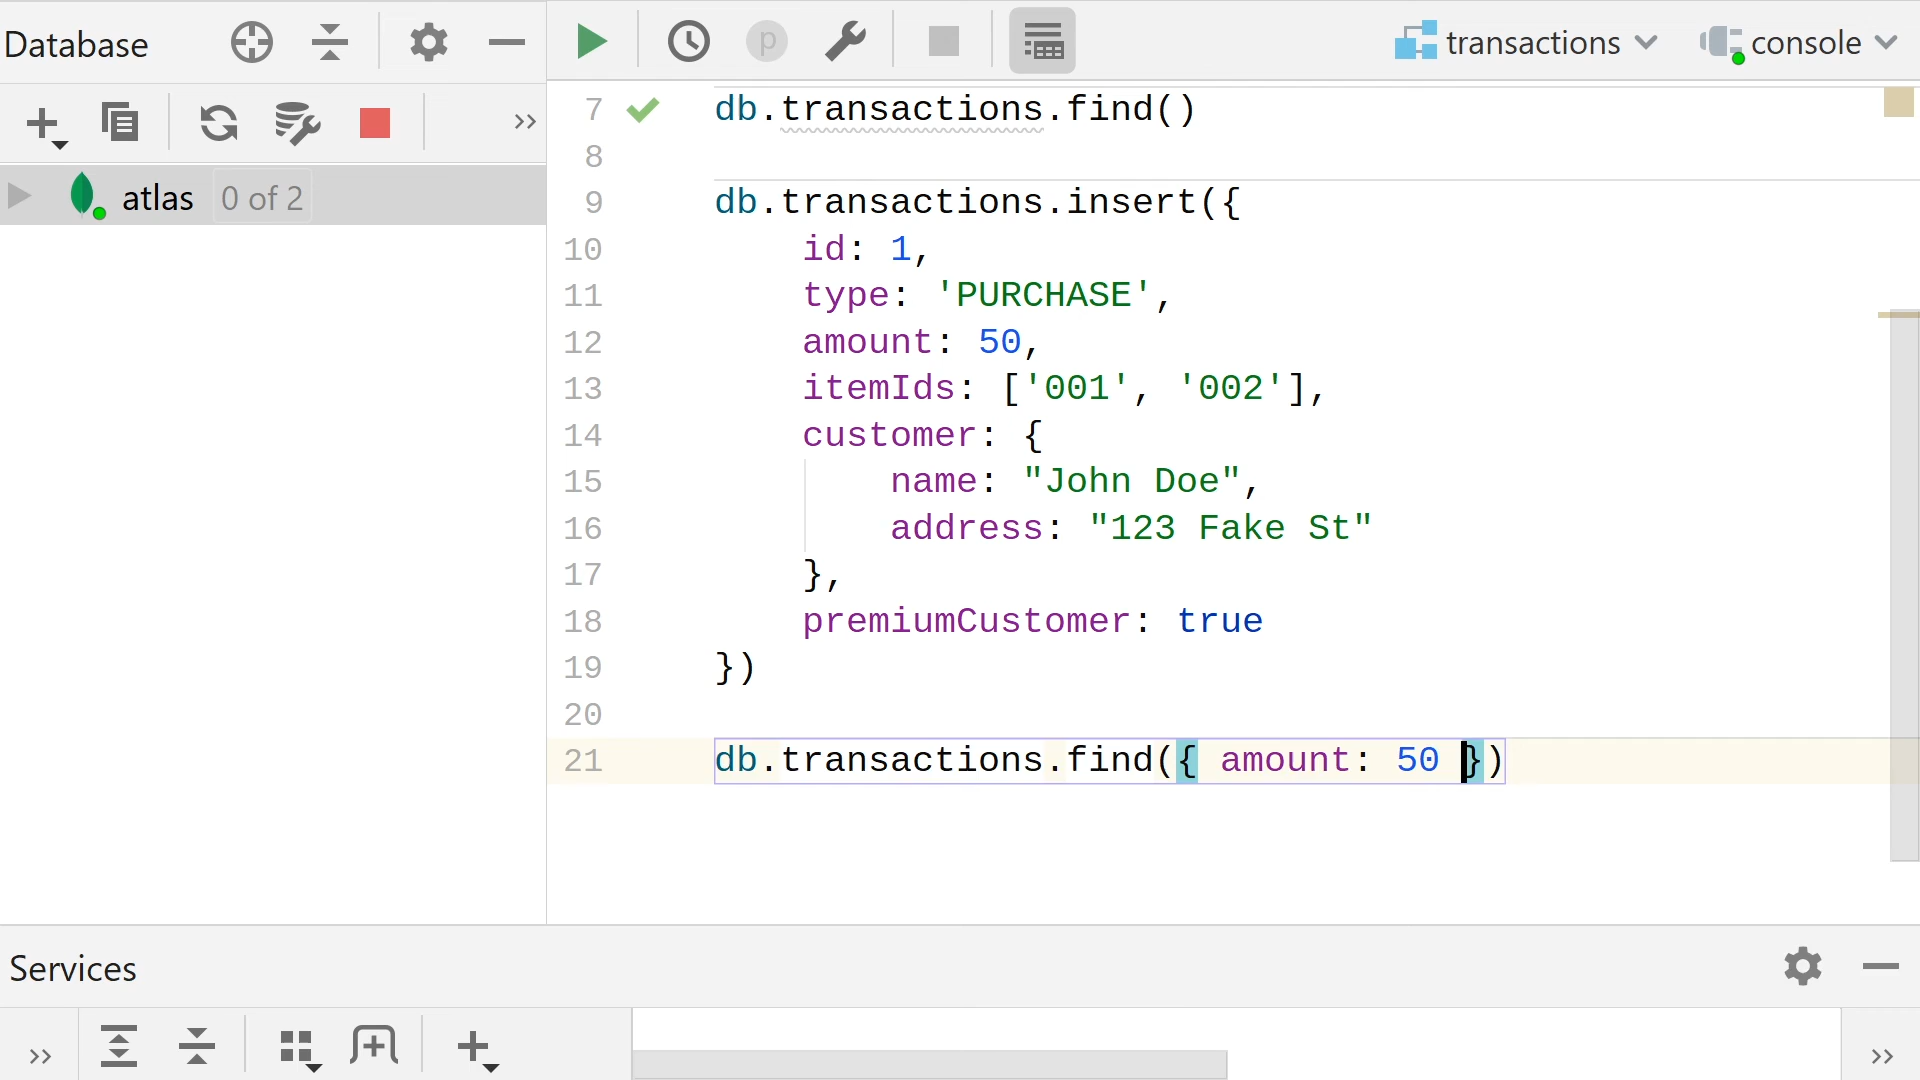 Database
transactions
console
p
atlas 0 of 2
7 db.transactions.find()
8
9 db.transactions.insert({
10 id: 1,
11 type: 'PURCHASE',
12 amount: 50,
13 itemIds: ['001', '002'],
14 customer: {
15 name: "John Doe",
16 address: "123 Fake St"
17 },
18 premiumCustomer: true
19 })
20
21 db.transactions.find({ amount: 50 })
Services